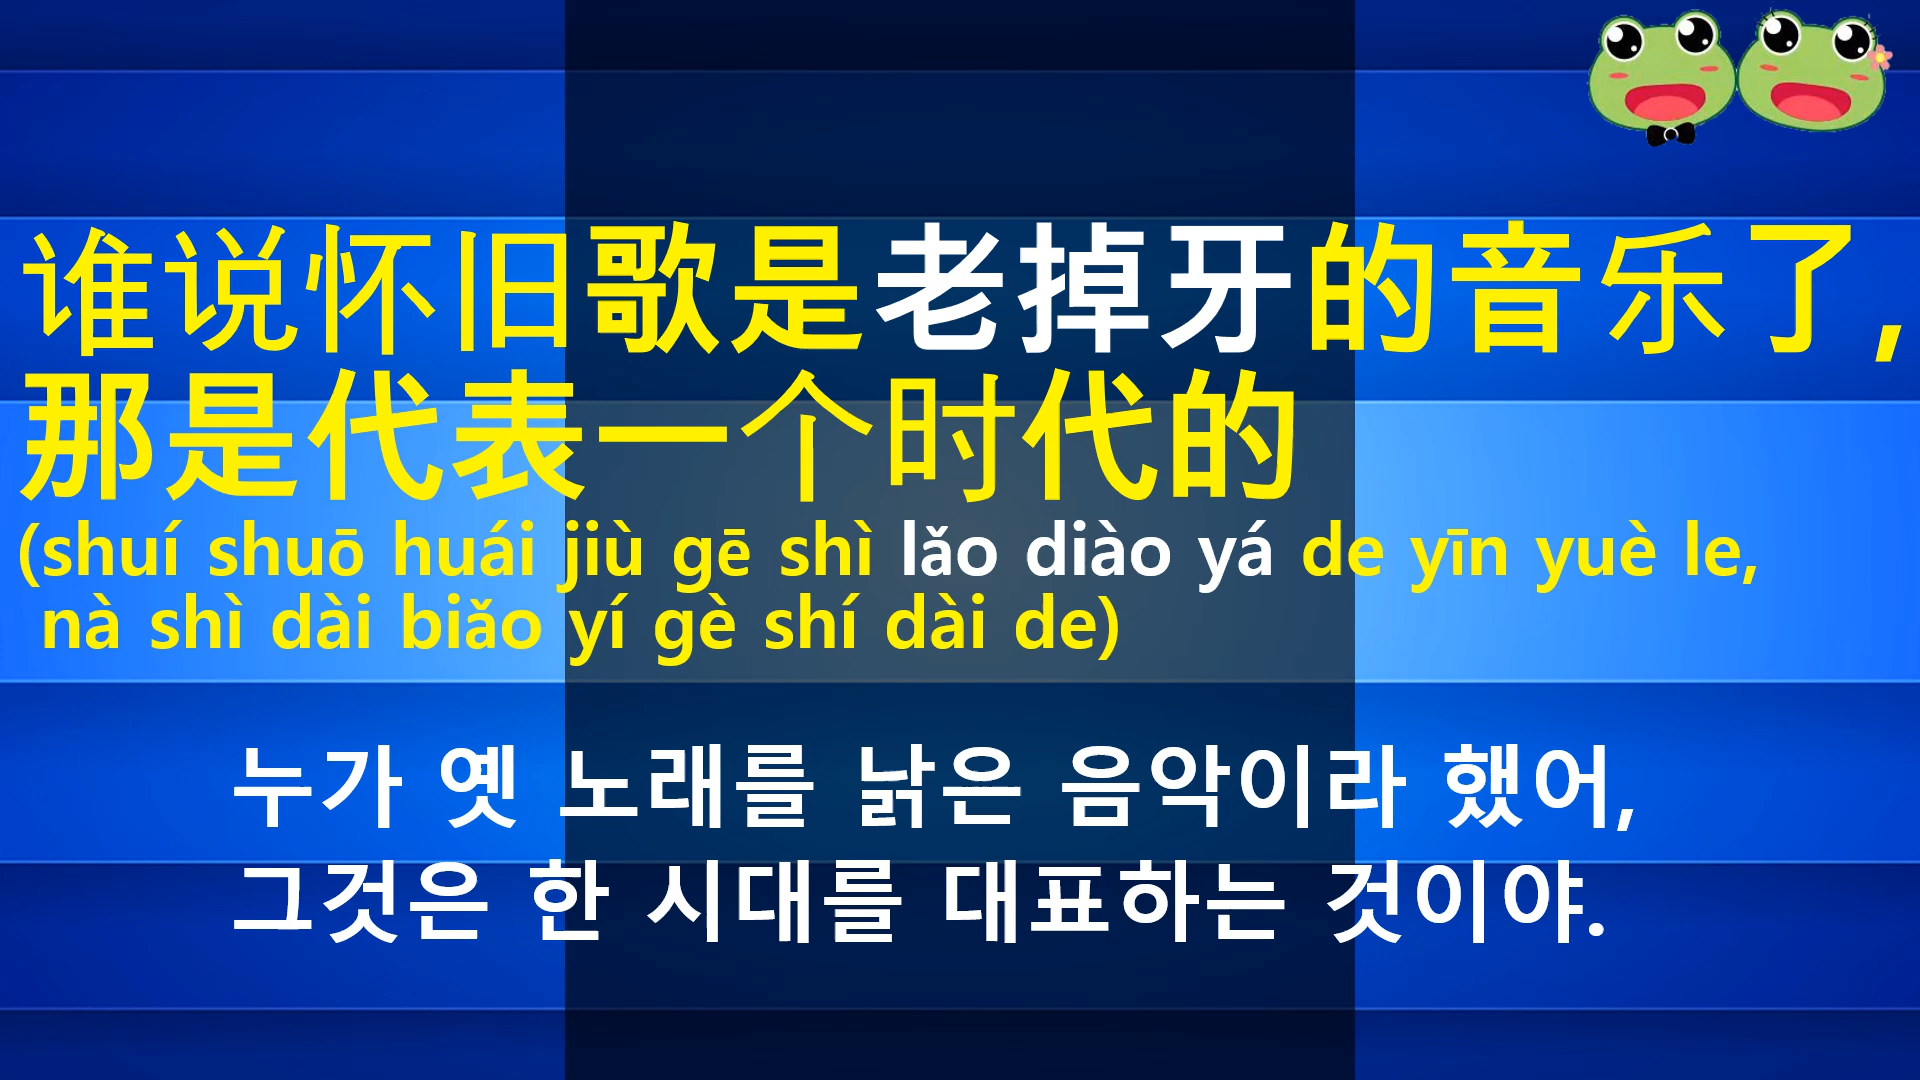 谁说怀旧歌是老掉牙的音乐了,
那是代表一个时代的
(shuí shuō huái jiù gē shì lǎo diào yá de yīn yuè le,
nà shì dài biǎo yí gè shí dài de)
누가 옛 노래를 낡은 음악이라 했어,
그것은 한 시대를 대표하는 것이야.